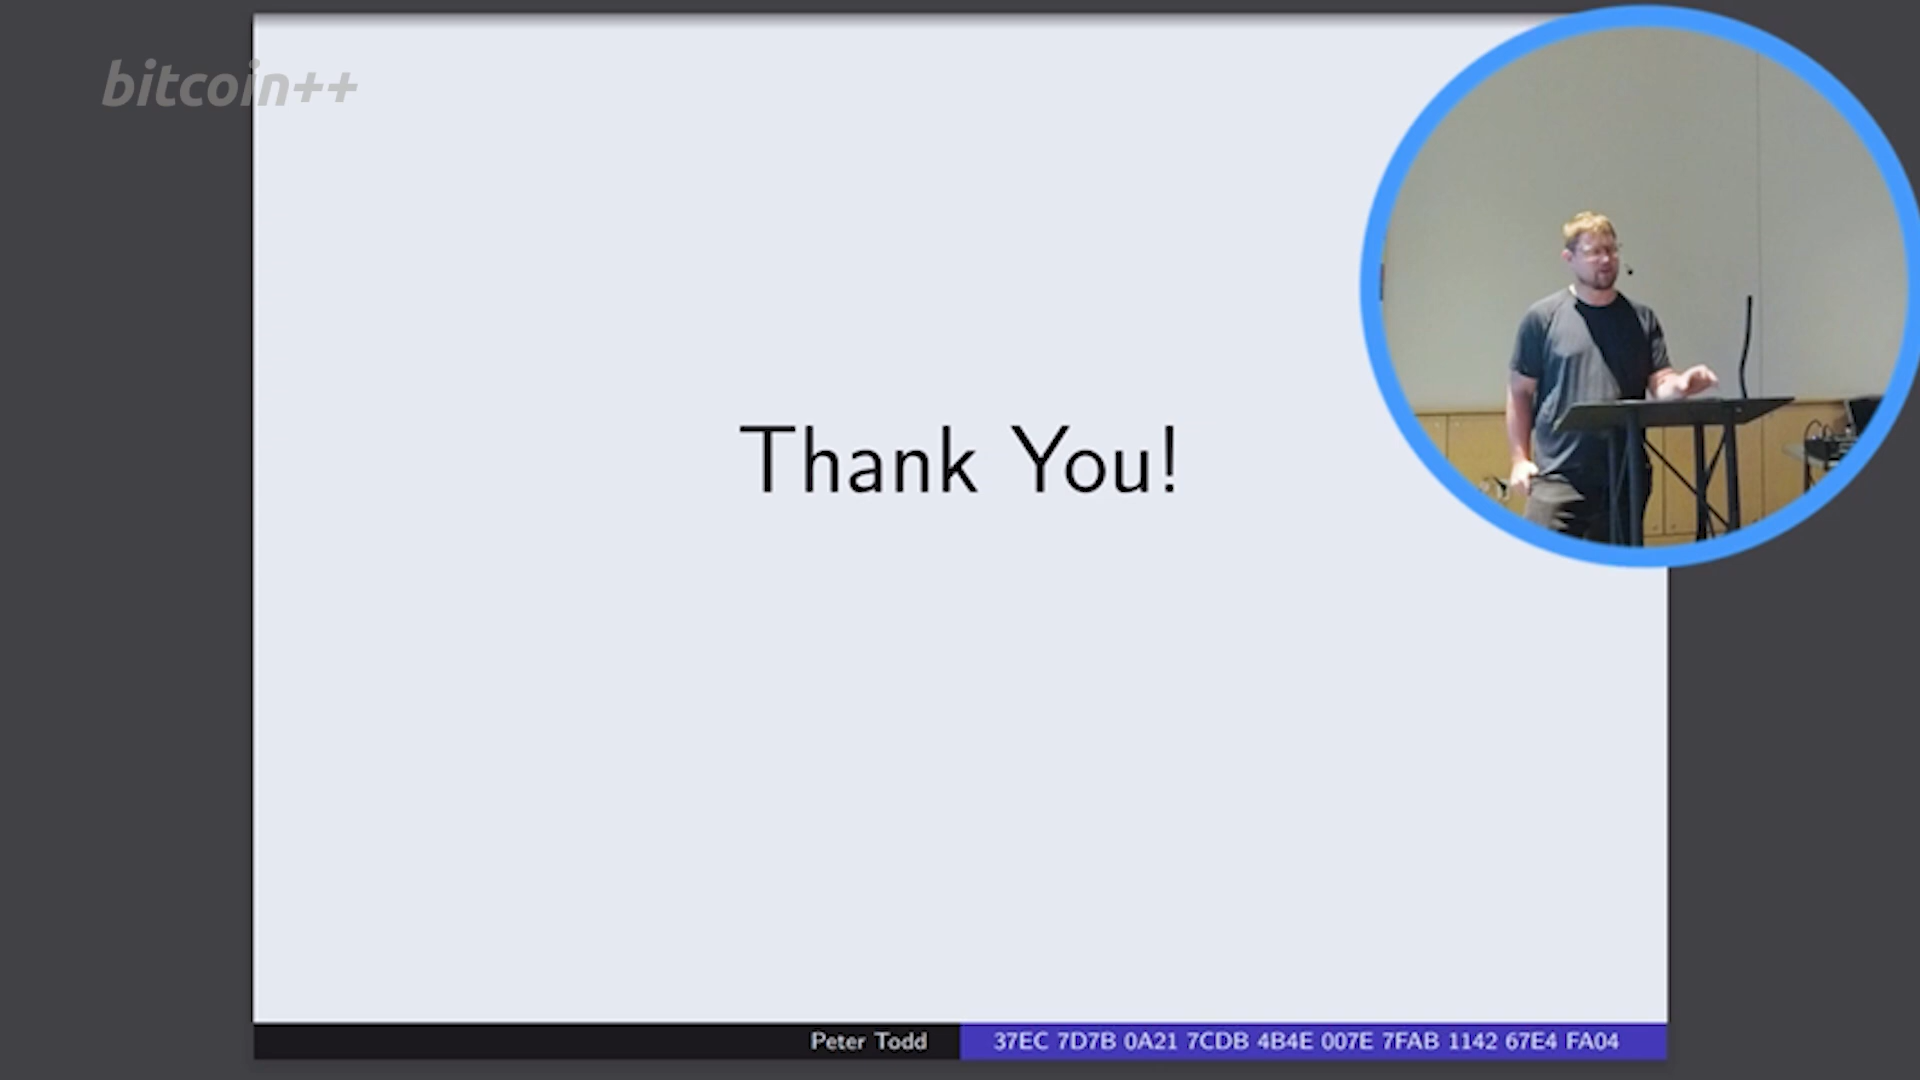 bitcoin++
Thank You!
Peter Todd
37EC 7D7B 0A21 7CDB 4B4E 007E 7FAB 1142 67E4 FA04